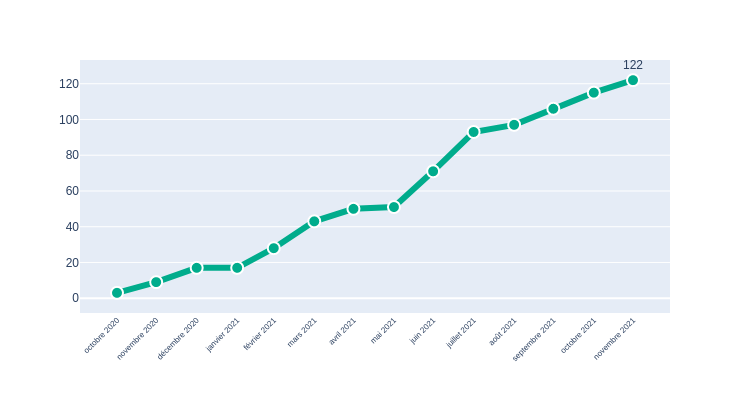 122
120
100
80
60
40
20
0
octobre 2020
novembre 2020
décembre 2020
janvier 2021
février 2021
mars 2021
avril 2021
mai 2021
juin 2021
juillet 2021
août 2021
septembre 2021
octobre 2021
novembre 2021